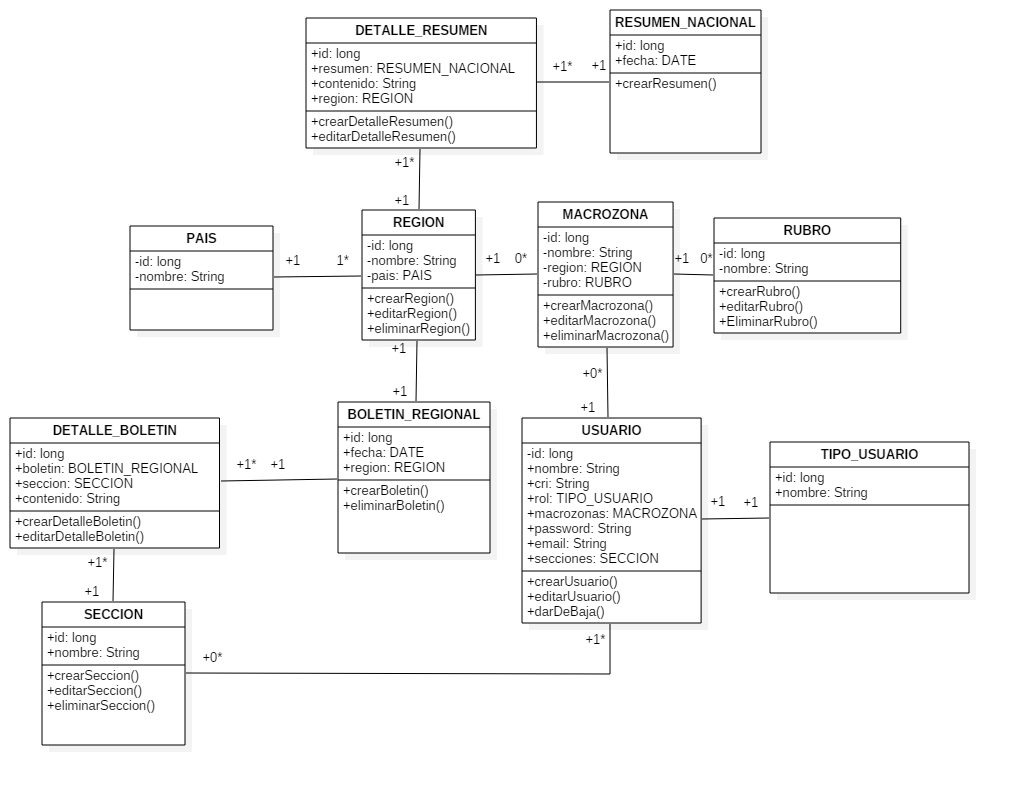 DETALLE_RESUMEN
+id: long
+resumen: RESUMEN_NACIONAL
+contenido: String
+region: REGION
+crearDetalleResumen()
+editarDetalleResumen()
+1*
+1
RESUMEN_NACIONAL
+id: long
+fecha: DATE
+crearResumen()
+1*
+1
PAIS
-id: long
-nombre: String
+1
1*
REGION
-id: long
-nombre: String
-pais: PAIS
+crearRegion()
+editarRegion()
+eliminarRegion()
+1
0*
MACROZONA
-id: long
-nombre: String
-region: REGION
-rubro: RUBRO
+crearMacrozona()
+editarMacrozona()
+eliminarMacrozona()
+1
0*
RUBRO
-id: long
-nombre: String
+crearRubro()
+editarRubro()
+EliminarRubro()
+1
+1
+0*
+1
DETALLE_BOLETIN
+id: long
+boletin: BOLETIN_REGIONAL
+seccion: SECCION
+contenido: String
+crearDetalleBoletin()
+editarDetalleBoletin()
+1*
+1
BOLETIN_REGIONAL
+id: long
+fecha: DATE
+region: REGION
+crearBoletin()
+eliminarBoletin()
USUARIO
-id: long
+nombre: String
+cri: String
+rol: TIPO_USUARIO
+macrozonas: MACROZONA
+password: String
+email: String
+secciones: SECCION
+crearUsuario()
+editarUsuario()
+darDeBaja()
+1
+1
TIPO_USUARIO
+id: long
+nombre: String
+1*
+1
SECCION
+id: long
+nombre: String
+crearSeccion()
+editarSeccion()
+eliminarSeccion()
+0*
+1*